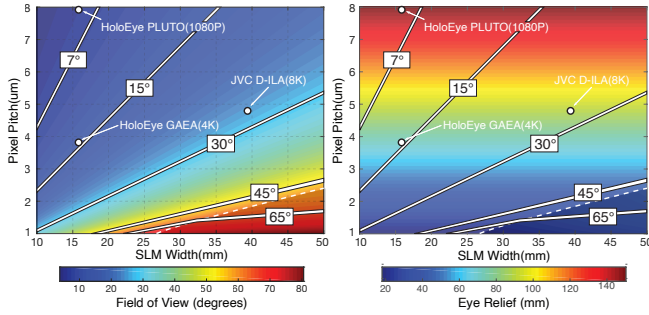 8
7
6
5
4
3
2
1
Pixel Pitch(um)
HoloEye PLUTO(1080P)
7°
15°
JVC D-ILA(8K)
HoloEye GAEA(4K)
30°
45°
65°
10 15 20 25 30 35 40 45 50
SLM Width(mm)
10 20 30 40 50 60 70 80
Field of View (degrees)
8
7
6
5
4
3
2
1
Pixel Pitch(um)
HoloEye PLUTO(1080P)
7°
15°
JVC D-ILA(8K)
HoloEye GAEA(4K)
30°
45°
65°
10 15 20 25 30 35 40 45 50
SLM Width(mm)
20 40 60 80 100 120 140
Eye Relief (mm)